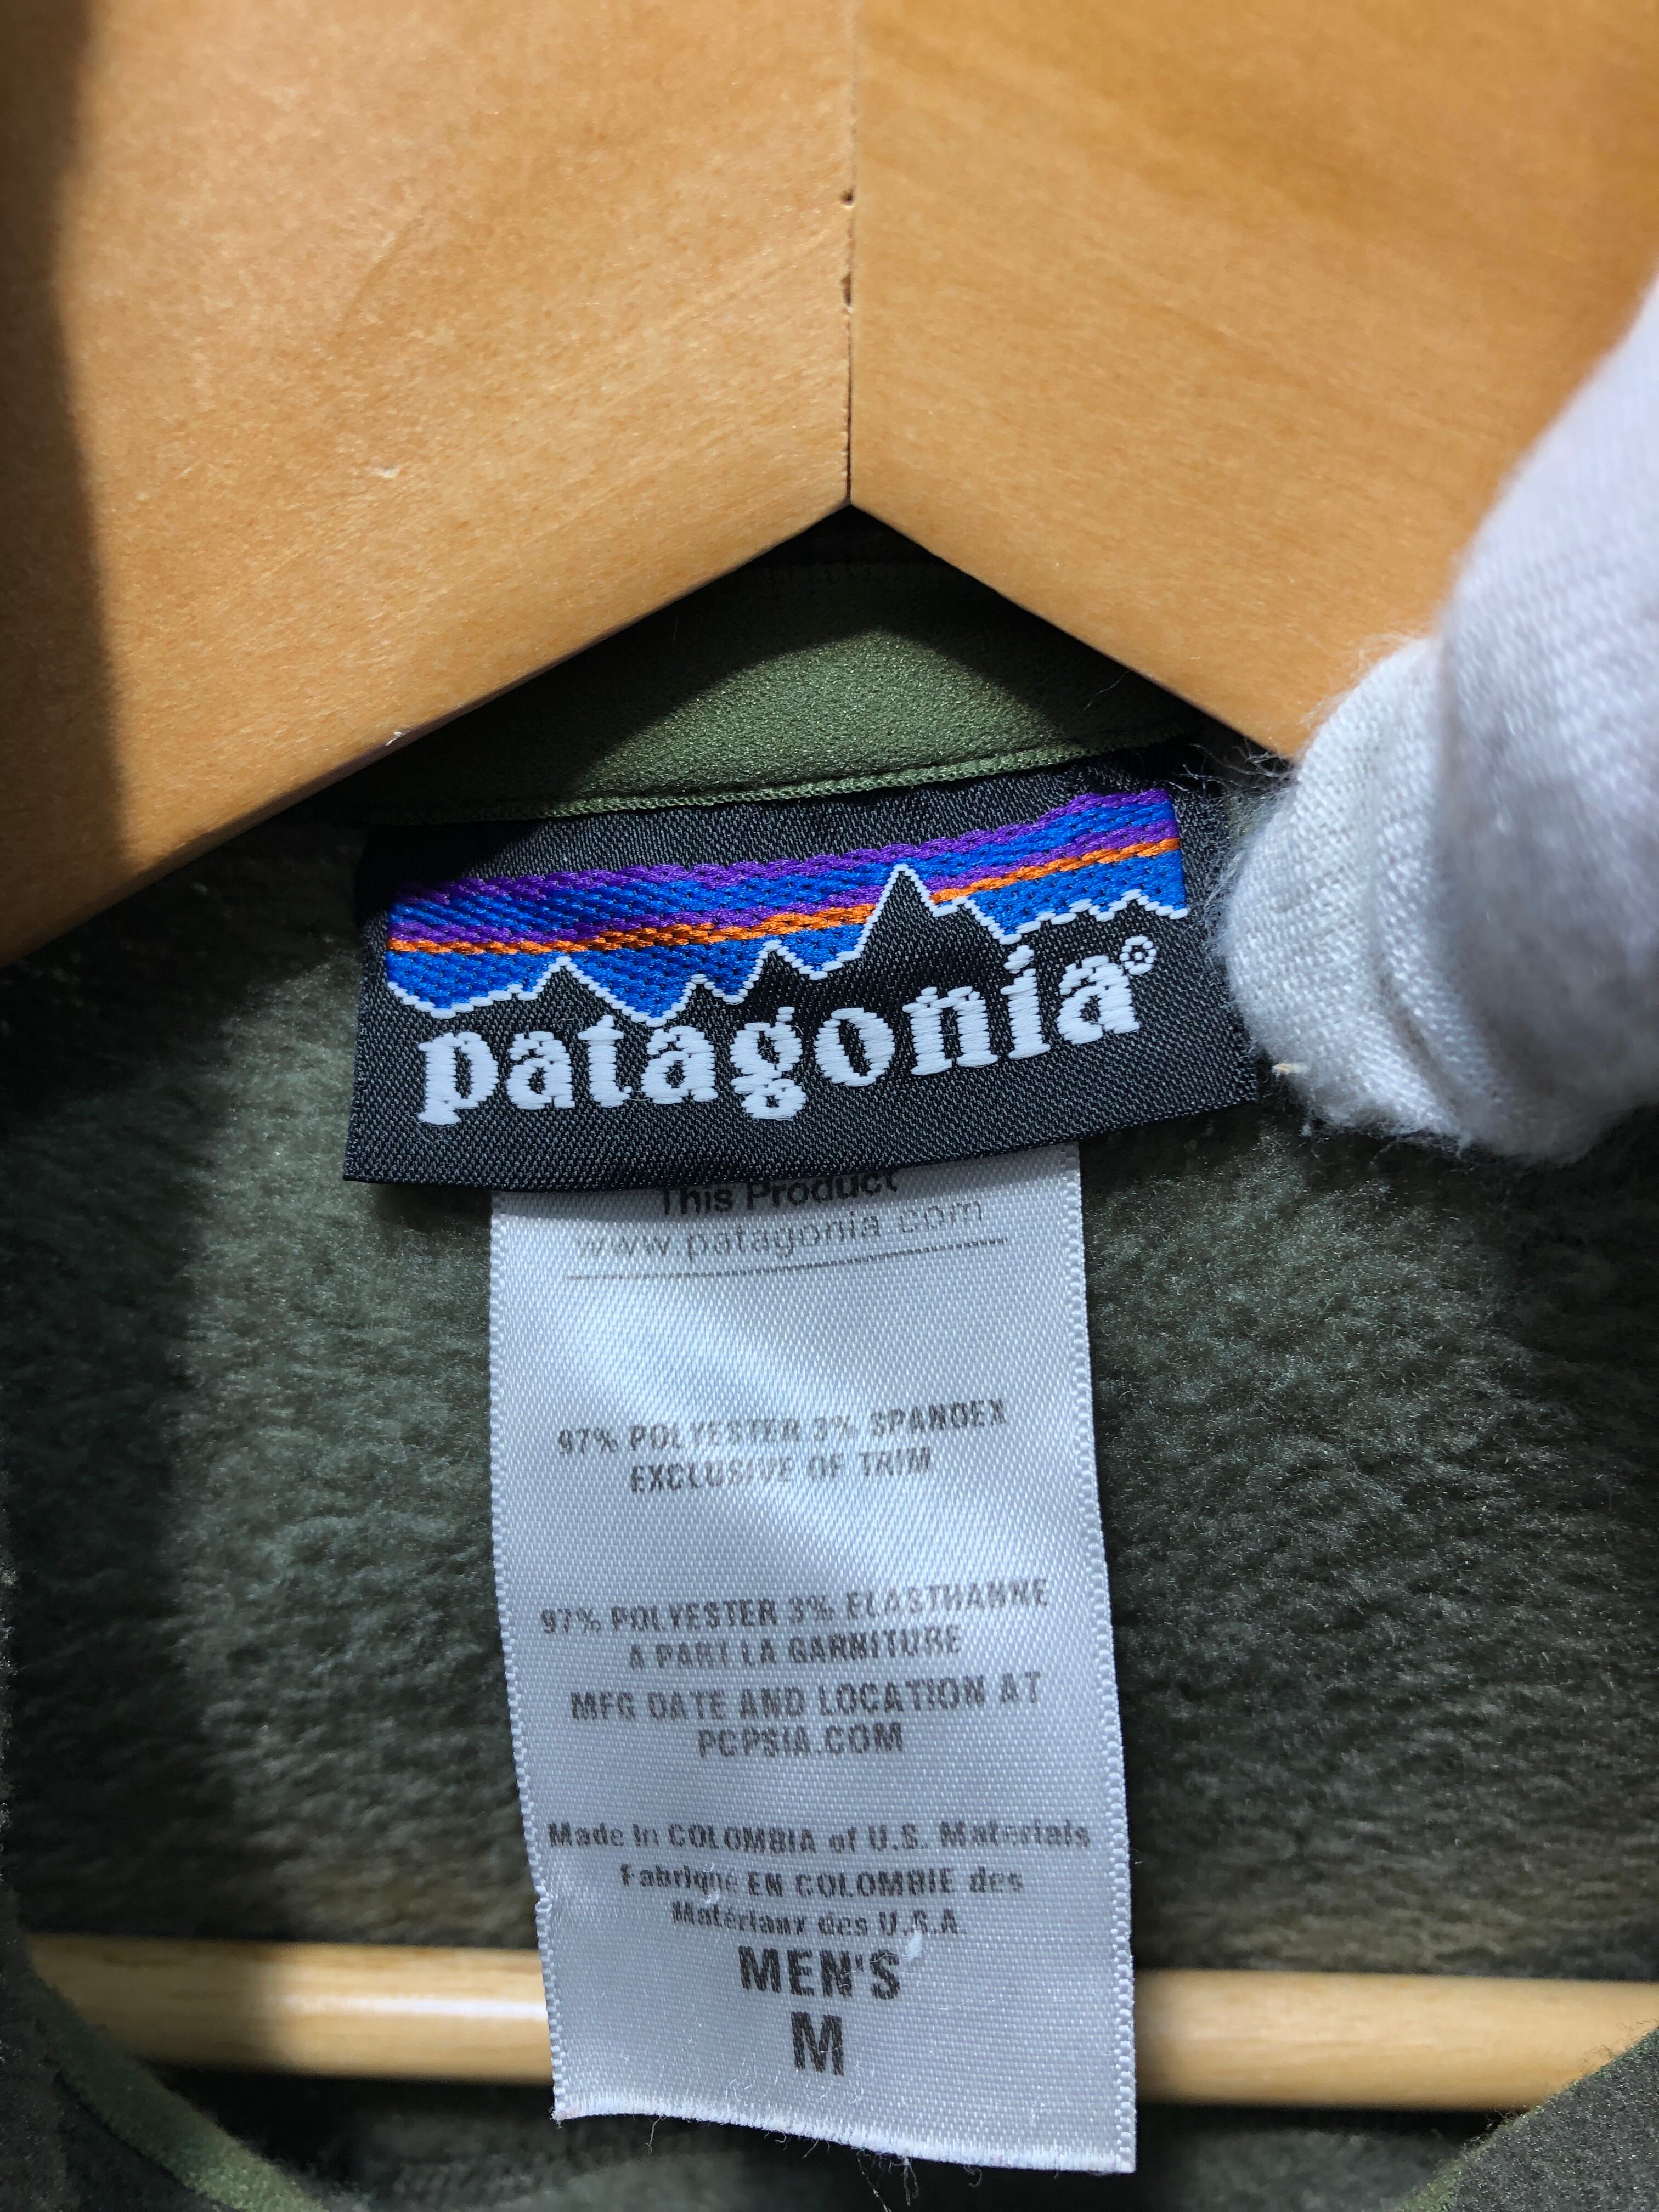 patagonia®
This Product
www.patagonia.com
97% POLYESTER 3% SPANDEX
EXCLUSIVE OF TRIM
97% POLYESTER 3% ELASTHANNE
A PART LA GARNITURE
MFG DATE AND LOCATION AT
PCPSIA.COM
Made in COLOMBIA of U.S. Materials
Fabriqué EN COLOMBIE des
Matériaux des U.S.A
MEN'S
M